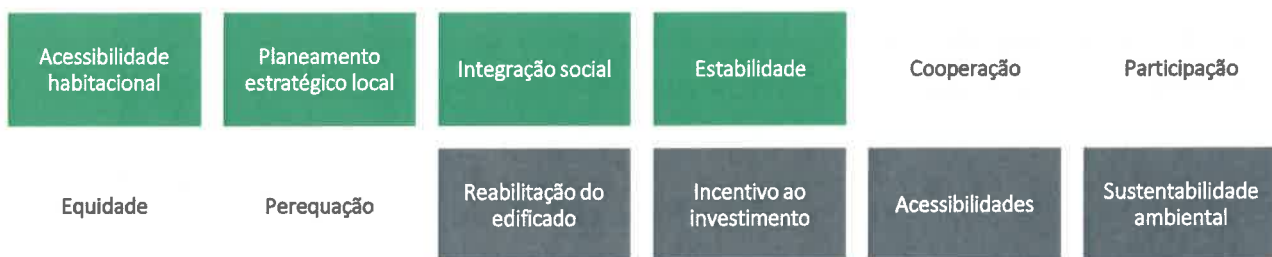 Acessibilidade
habitacional
Planeamento
estratégico local
Integração social
Estabilidade
Cooperação
Participação
Equidade
Perequação
Reabilitação do
edificado
Incentivo ao
investimento
Acessibilidades
Sustentabilidade
ambiental